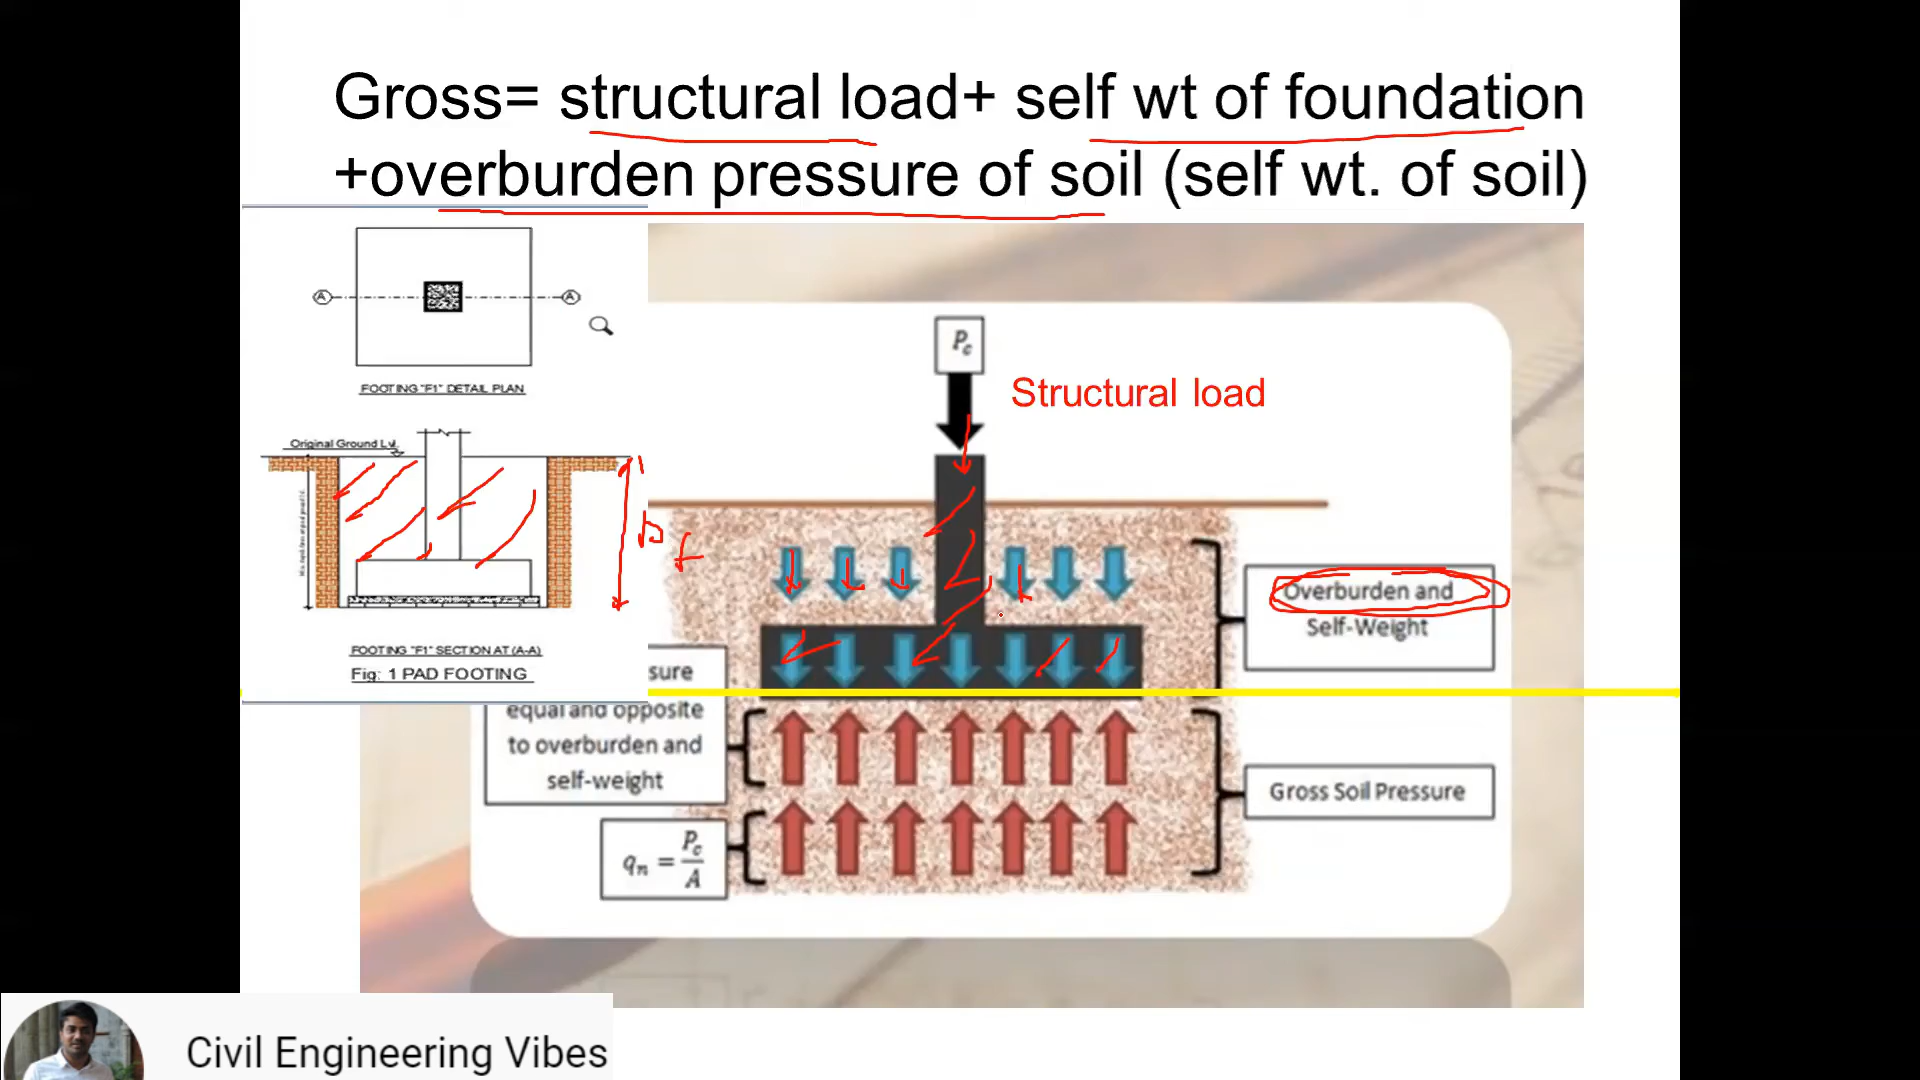 Gross= structural load+ self wt of foundation
+overburden pressure of soil (self wt. of soil)
A
A
FOOTING "F1" DETAIL PLAN
Original Ground Lvl.
Df
FOOTING "F1" SECTION AT (A-A)
Fig: 1 PAD FOOTING
Pc
Structural load
Overburden and
Self-Weight
sure
equal and opposite
to overburden and
self-weight
qn = Pc/A
Gross Soil Pressure
Civil Engineering Vibes